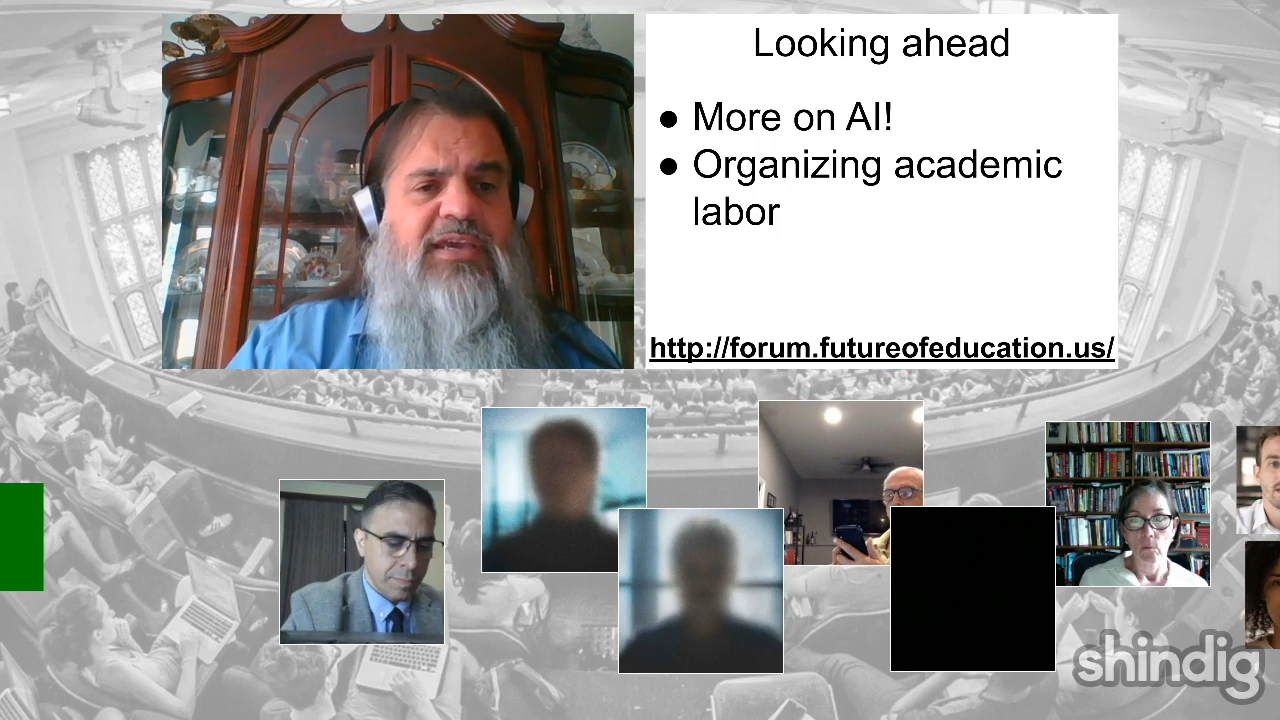 Looking ahead
● More on AI!
● Organizing academic
labor
http://forum.futureofeducation.us/
shindig